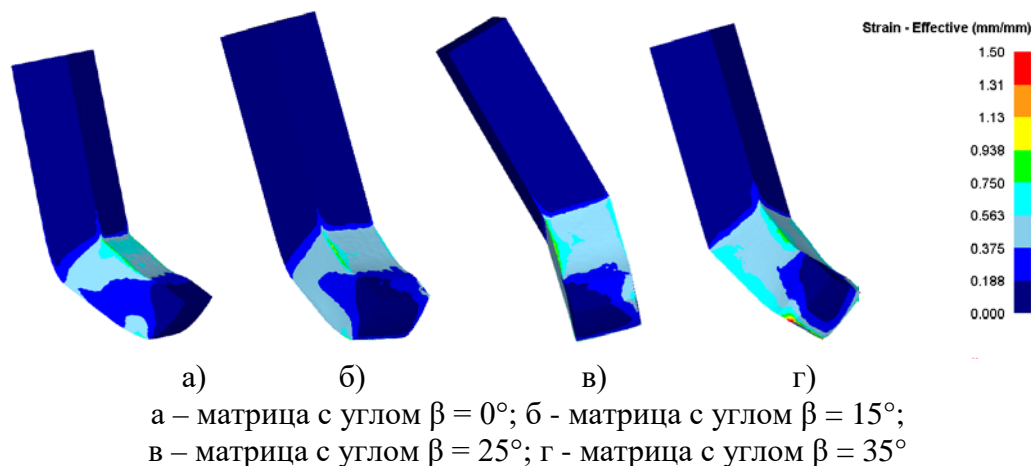 Strain - Effective (mm/mm)
1.50
1.31
1.13
0.938
0.750
0.563
0.375
0.188
0.000
а) б) в) г)
а – матрица с углом β = 0°; б - матрица с углом β = 15°;
в – матрица с углом β = 25°; г - матрица с углом β = 35°